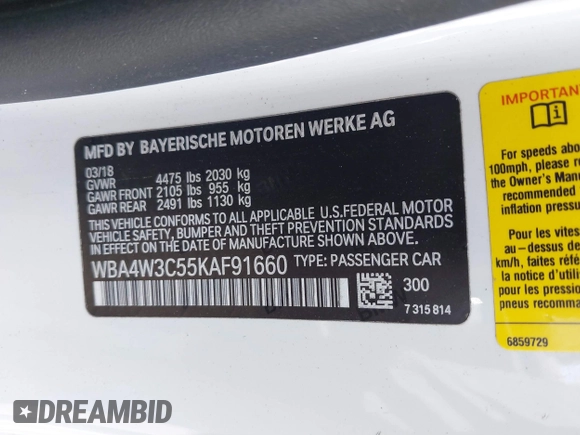 MFD BY BAYERISCHE MOTOREN WERKE AG
03/18
GVWR 4475 lbs 2030 kg
GAWR FRONT 2105 lbs 955 kg
GAWR REAR 2491 lbs 1130 kg
THIS VEHICLE CONFORMS TO ALL APPLICABLE U.S.FEDERAL MOTOR
VEHICLE SAFETY, BUMPER AND THEFT PREVENTION STANDARDS
IN EFFECT ON THE DATE OF MANUFACTURE SHOWN ABOVE.
WBA4W3C55KAF91660 TYPE: PASSENGER CAR
300
7 315 814
IMPORTAN
For speeds abo
100mph, please re
the Owner's Manu
recommended
inflation pressur
Pour les vites
au-dessus de
km/h, faites réfé
la notice d'utilis
pour les pression
pneus recomma
6859729
DREAMBID